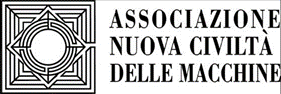 ASSOCIAZIONE
NUOVA CIVILTÀ
DELLE MACCHINE